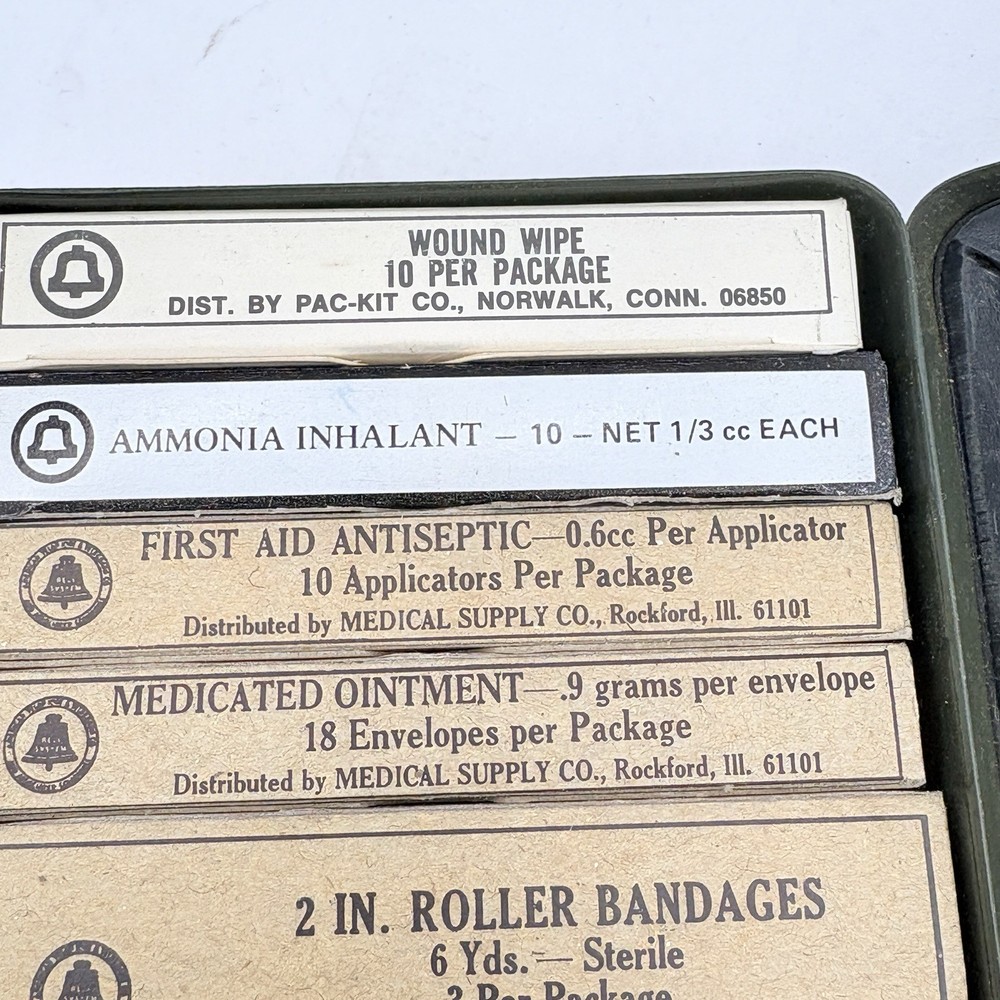 WOUND WIPE
10 PER PACKAGE
DIST. BY PAC-KIT CO., NORWALK, CONN. 06850
AMMONIA INHALANT – 10 – NET 1/3 cc EACH
FIRST AID ANTISEPTIC—0.6cc Per Applicator
10 Applicators Per Package
Distributed by MEDICAL SUPPLY CO., Rockford, Ill. 61101
MEDICATED OINTMENT—.9 grams per envelope
18 Envelopes per Package
Distributed by MEDICAL SUPPLY CO., Rockford, Ill. 61101
2 IN. ROLLER BANDAGES
6 Yds.— Sterile
Per Package